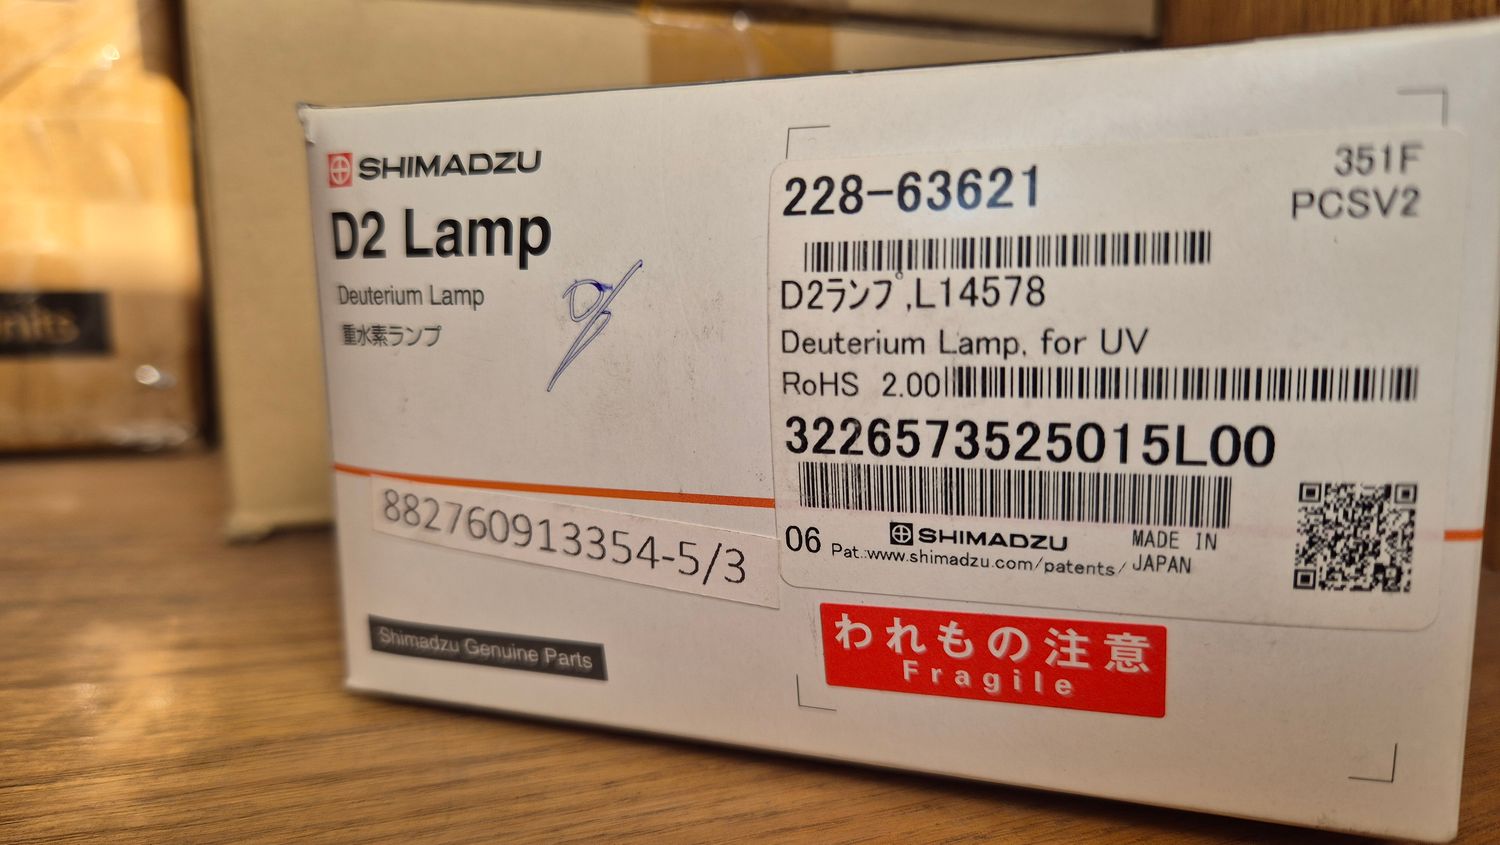 SHIMADZU
D2 Lamp
Deuterium Lamp
重水素ランプ
882760913354-5/3
Shimadzu Genuine Parts
228-63621
351F
PCSV2
D2ランプ,L14578
Deuterium Lamp, for UV
RoHS 2.00
3226573525015L00
06 SHIMADZU MADE IN
Pat.:www.shimadzu.com/patents/ JAPAN
われもの注意
Fragile